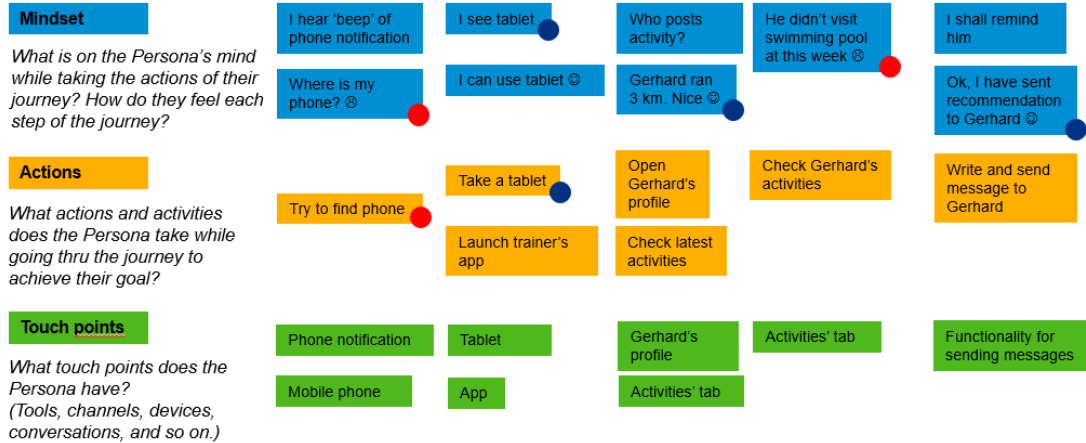 Mindset
What is on the Persona's mind
while taking the actions of their
journey? How do they feel each
step of the journey?
I hear 'beep' of
phone notification
Where is my
phone? ☹
I see tablet
I can use tablet ☺
Who posts
activity?
Gerhard ran
3 km. Nice ☺
He didn't visit
swimming pool
at this week ☹
I shall remind
him
Ok, I have sent
recommendation
to Gerhard ☺
Actions
What actions and activities
does the Persona take while
going thru the journey to
achieve their goal?
Try to find phone
Take a tablet
Launch trainer's
app
Open
Gerhard's
profile
Check latest
activities
Check Gerhard's
activities
Write and send
message to
Gerhard
Touch points
What touch points does the
Persona have?
(Tools, channels, devices,
conversations, and so on.)
Phone notification
Mobile phone
Tablet
App
Gerhard's
profile
Activities' tab
Activities' tab
Functionality for
sending messages